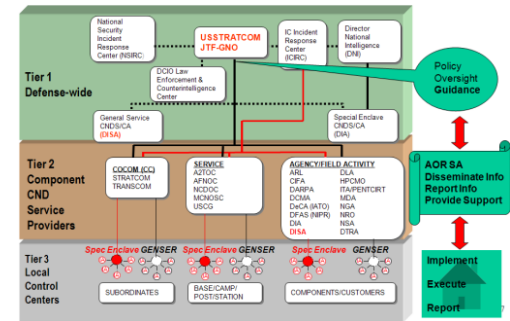 National
Security
Incident
Response
Center (NSIRC)
USSTRATCOM
JTF-GNO
IC Incident
Response
Center
(ICIRC)
Director
National
Intelligence
(DNI)
DCIO Law
Enforcement &
Counterintelligence
Center
Tier 1
Defense-wide
General Service
CNDS/CA
(DISA)
Special Enclave
CNDS/CA
(DIA)
Policy
Oversight
Guidance
Tier 2
Component
CND
Service
Providers
COCOM (CC)
STRATCOM
TRANSCOM
SERVICE
A2TOC
AFNOC
NCDOC
MCNOSC
USCG
AGENCY/FIELD ACTIVITY
ARL DLA
CIFA HPCMO
DARPA ITA/PENTCIRT
DCMA MDA
DeCA (IATO) NGA
DFAS (NIPR) NRO
DIA NSA
DISA DTRA
AOR SA
Disseminate Info
Report Info
Provide Support
Tier 3
Local
Control
Centers
Spec Enclave GENSER
Spec Enclave GENSER
Spec Enclave GENSER
SUBORDINATES
BASE/CAMP/
POST/STATION
COMPONENTS/CUSTOMERS
Implement
Execute
Report